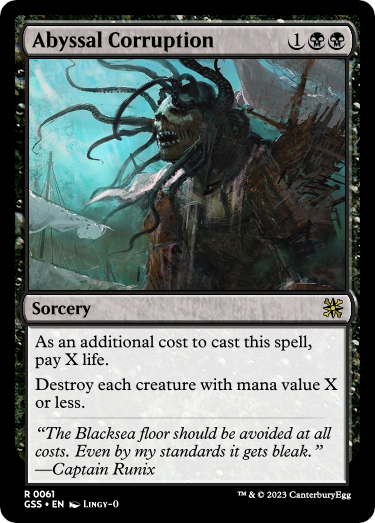 Abyssal Corruption 1
Sorcery
As an additional cost to cast this spell,
pay X life.
Destroy each creature with mana value X
or less.
“The Blacksea floor should be avoided at all
costs. Even by my standards it gets bleak.”
—Captain Runix
R 0061
GSS • EN Lingy-0
™ & © 2023 CanterburyEgg